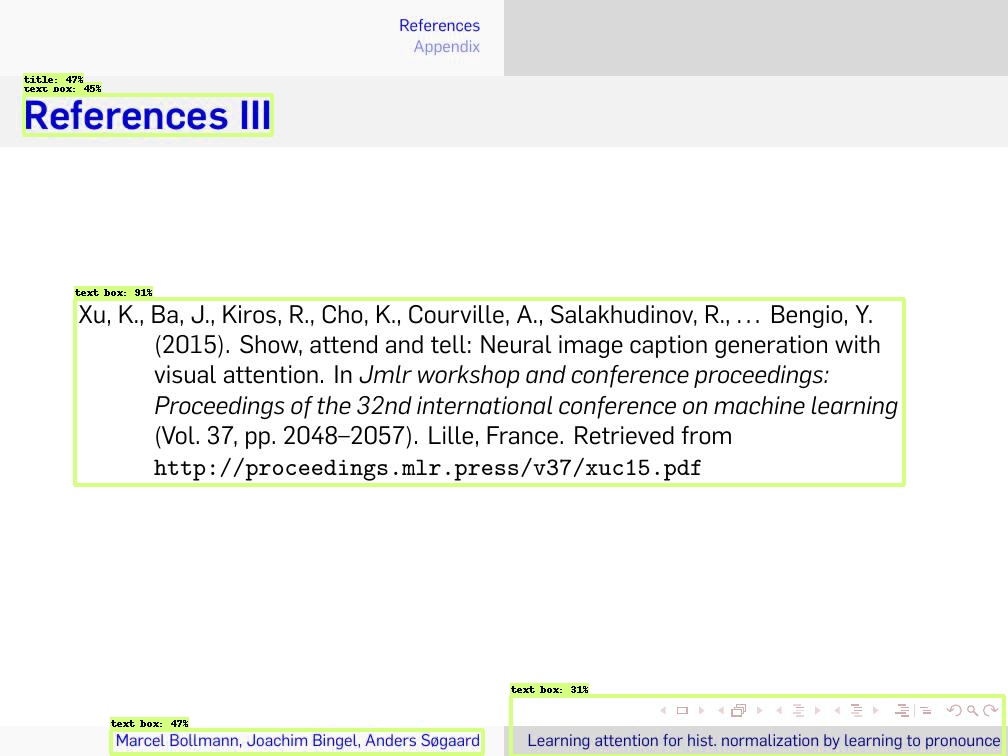 References
Appendix
title: 47%
text box: 45%
References III
text box: 91%
Xu, K., Ba, J., Kiros, R., Cho, K., Courville, A., Salakhudinov, R., ... Bengio, Y.
(2015). Show, attend and tell: Neural image caption generation with
visual attention. In Jmlr workshop and conference proceedings:
Proceedings of the 32nd international conference on machine learning
(Vol. 37, pp. 2048–2057). Lille, France. Retrieved from
http://proceedings.mlr.press/v37/xuc15.pdf
text box: 31%
text box: 47%
Marcel Bollmann, Joachim Bingel, Anders Søgaard
Learning attention for hist. normalization by learning to pronounce